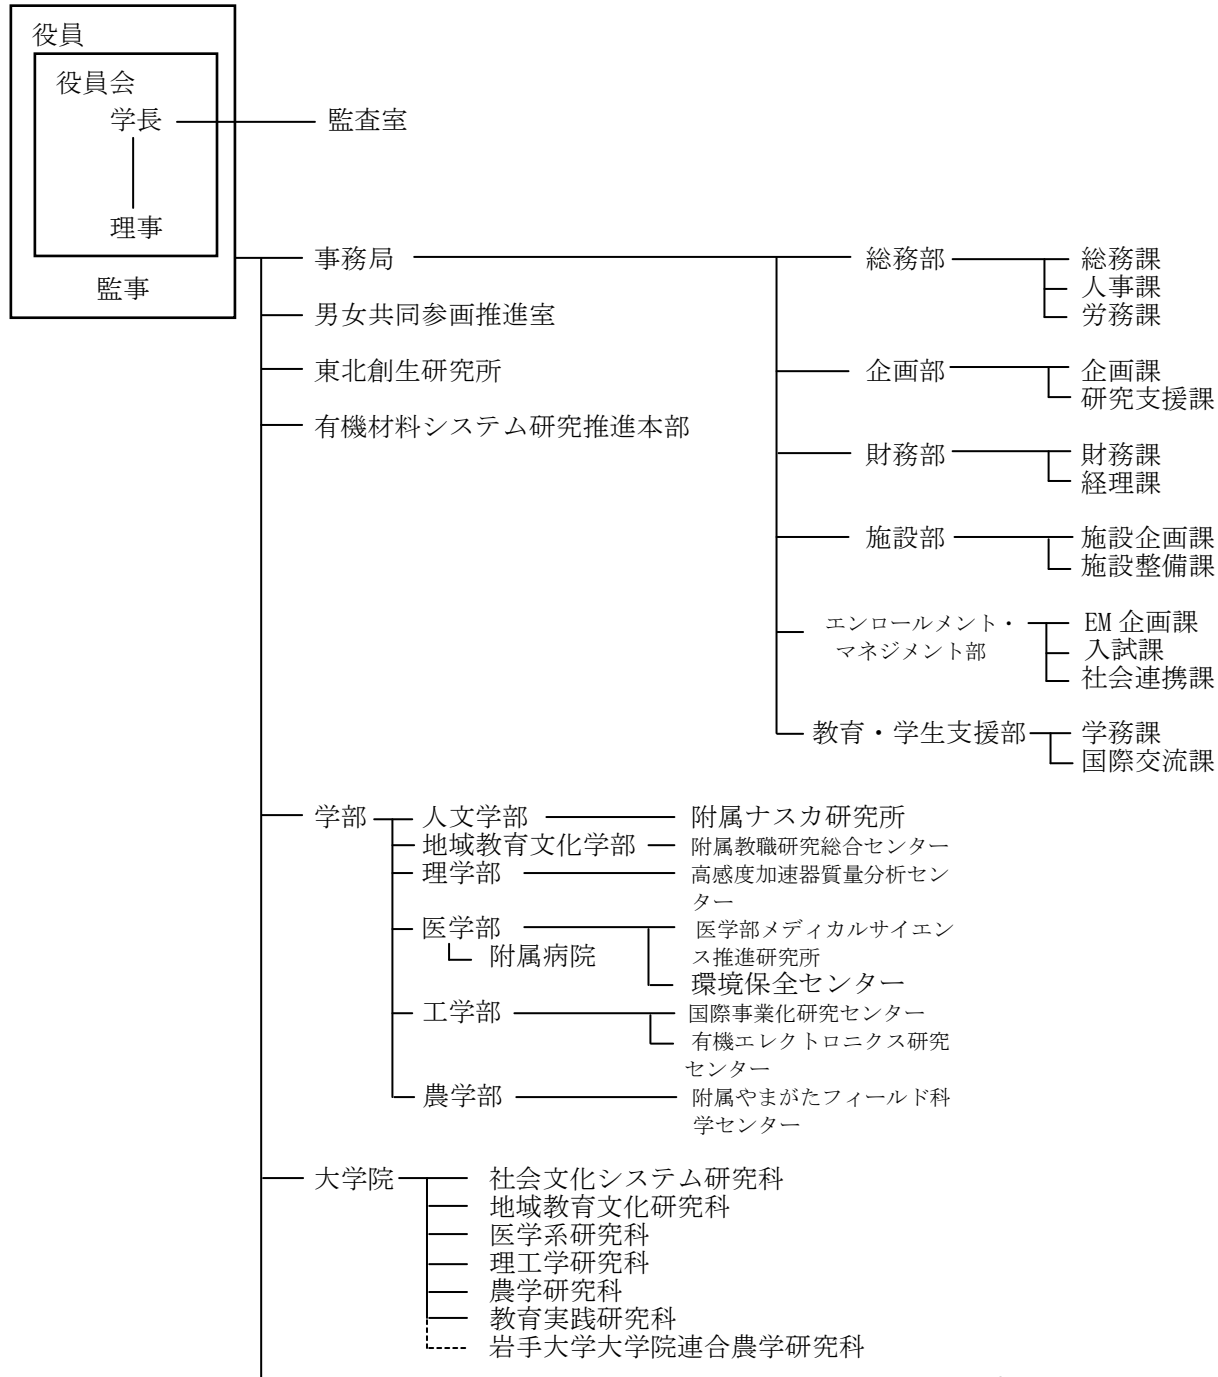 役員
役員会
学長
監査室
理事
監事
事務局
総務部
総務課
人事課
労務課
男女共同参画推進室
東北創生研究所
企画部
企画課
研究支援課
有機材料システム研究推進本部
財務部
財務課
経理課
施設部
施設企画課
施設整備課
エンロールメント・
マネジメント部
EM 企画課
入試課
社会連携課
教育・学生支援部
学務課
国際交流課
学部
人文学部
附属ナスカ研究所
地域教育文化学部
附属教職研究総合センター
理学部
高感度加速器質量分析セン
ター
医学部
附属病院
医学部メディカルサイエン
ス推進研究所
環境保全センター
工学部
国際事業化研究センター
有機エレクトロニクス研究
センター
農学部
附属やまがたフィールド科
学センター
大学院
社会文化システム研究科
地域教育文化研究科
医学系研究科
理工学研究科
農学研究科
教育実践研究科
岩手大学大学院連合農学研究科